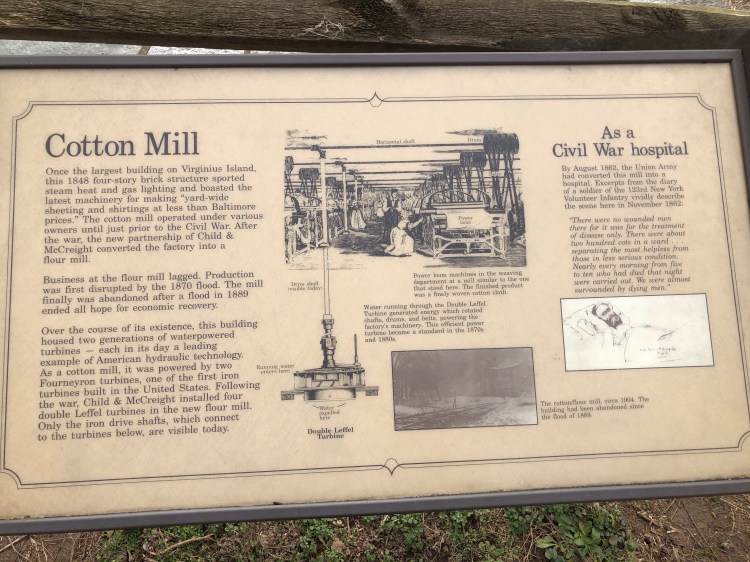 Cotton Mill
Once the largest building on Virginius Island,
this 1848 four-story brick structure sported
steam heat and gas lighting and boasted the
latest machinery for making "yard-wide
sheeting and shirtings at less than Baltimore
prices." The cotton mill operated under various
owners until just prior to the Civil War. After
the war, the new partnership of Child &
McCreight converted the factory into a
flour mill.
Business at the flour mill lagged. Production
was first disrupted by the 1870 flood. The mill
finally was abandoned after a flood in 1889
ended all hope for economic recovery.
Over the course of its existence, this building
housed two generations of waterpowered
turbines — each in its day a leading
example of American hydraulic technology.
As a cotton mill, it was powered by two
Fourneyron turbines, one of the first iron
turbines built in the United States. Following
the war, Child & McCreight installed four
double Leffel turbines in the new flour mill.
Only the iron drive shafts, which connect
to the turbines below, are visible today.
Horizontal shaft
Drum
Power
loom
Drive shaft
(visible today)
Power loom machines in the weaving
department at a mill similar to the one
that stood here. The finished product
was a finely woven cotton cloth.
Water running through the Double Leffel
Turbine generated energy which rotated
shafts, drums, and belts, powering the
factory's machinery. This efficient power
turbine became a standard in the 1870s
and 1880s.
Running water
enters here
Water
expelled
here
Double Leffel
Turbine
The cotton/flour mill, circa 1904. The
building had been abandoned since
the flood of 1889.
As a
Civil War hospital
By August 1862, the Union Army
had converted this mill into a
hospital. Excerpts from the diary
of a soldier of the 123rd New York
Volunteer Infantry vividly describe
the scene here in November 1862:
"There were no wounded men
there for it was for the treatment
of disease only. There were about
two hundred cots in a ward . . .
separating the most helpless from
those in less serious condition.
Nearly every morning from five
to ten who had died that night
were carried out. We were almost
surrounded by dying men."